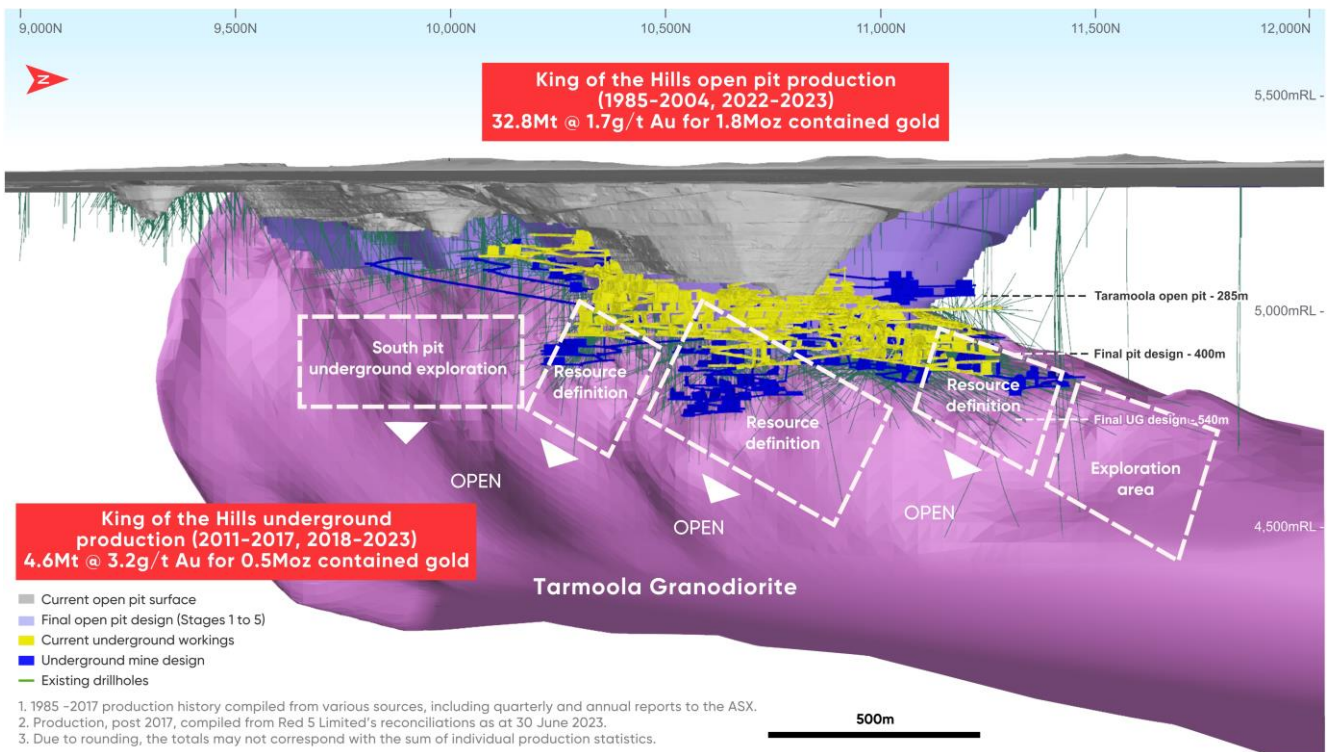 9,000N
9,500N
10,000N
10,500N
11,000N
11,500N
12,000N
N
King of the Hills open pit production
(1985-2004, 2022-2023)
32.8Mt @ 1.7g/t Au for 1.8Moz contained gold
5,500mRL
Taramoola open pit - 285m
5,000mRL
South pit
underground exploration
Resource
definition
Resource
definition
Resource
definition
Final pit design - 400m
Final UG design - 540m
Exploration
area
OPEN
OPEN
OPEN
4,500mRL
King of the Hills underground
production (2011-2017, 2018-2023)
4.6Mt @ 3.2g/t Au for 0.5Moz contained gold
Tarmoola Granodiorite
Current open pit surface
Final open pit design (Stages 1 to 5)
Current underground workings
Underground mine design
Existing drillholes
1. 1985 -2017 production history compiled from various sources, including quarterly and annual reports to the ASX.
2. Production, post 2017, compiled from Red 5 Limited's reconciliations as at 30 June 2023.
3. Due to rounding, the totals may not correspond with the sum of individual production statistics.
500m